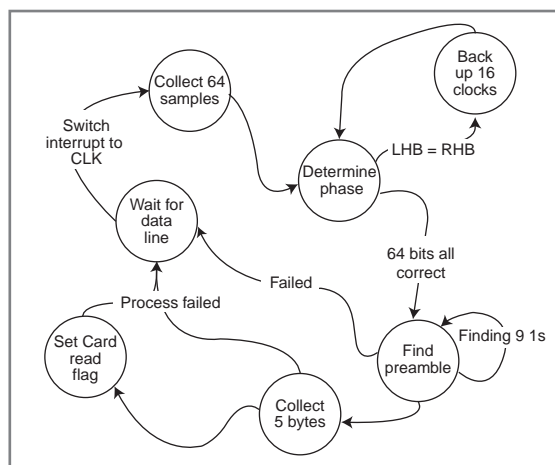 Back
up 16
clocks
Collect 64
samples
Switch
interrupt to
CLK
LHB = RHB
Determine
phase
Wait for
data
line
64 bits all
correct
Failed
Process failed
Finding 9 1s
Set Card
read
flag
Find
preamble
Collect
5 bytes